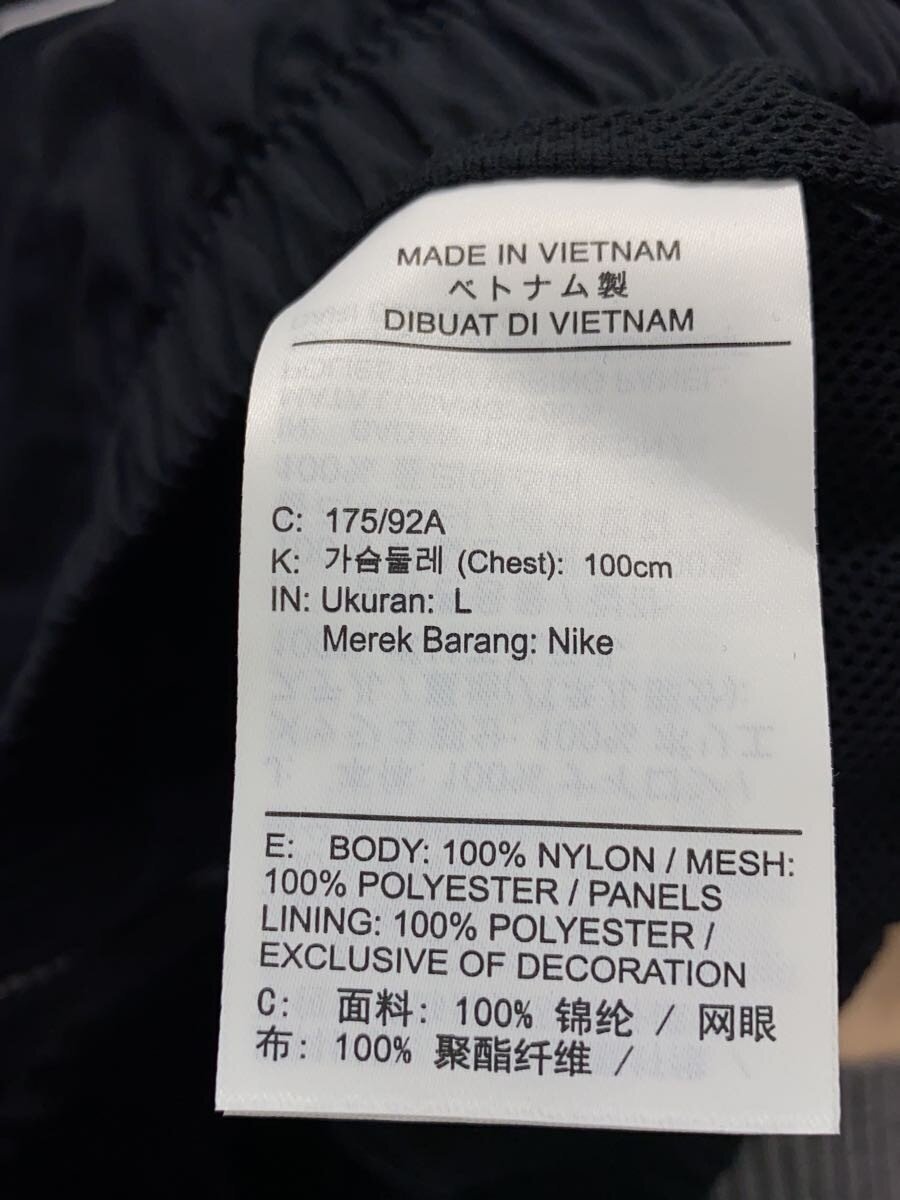 MADE IN VIETNAM
ベトナム製
DIBUAT DI VIETNAM
C: 175/92A
K: 가슴둘레 (Chest): 100cm
IN: Ukuran: L
Merek Barang: Nike
E: BODY: 100% NYLON / MESH:
100% POLYESTER / PANELS
LINING: 100% POLYESTER /
EXCLUSIVE OF DECORATION
C: 面料: 100% 锦纶 / 网眼
布: 100% 聚酯纤维 /